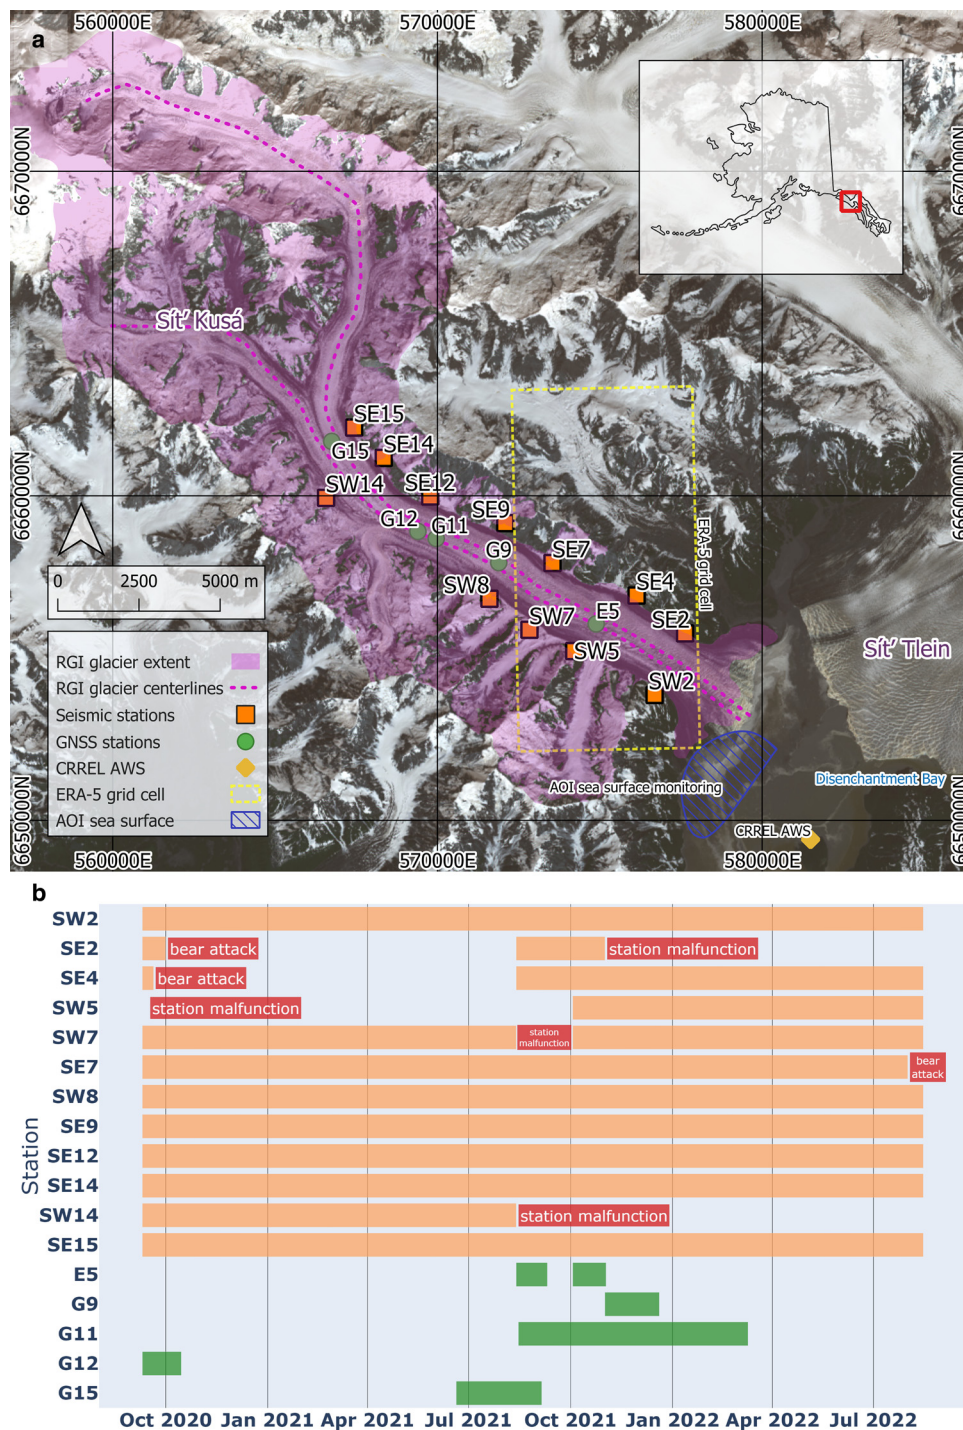 a
560000E
570000E
580000E
6670000N
6670000N
Sít' Kusá
SE15
G15
SE14
SW14
SE12
G12
G11
SE9
6660000N
6660000N
G9
SE7
ERA-5 grid cell
SW8
SE4
E5
SW7
SE2
SW5
Sít' Tlein
SW2
0 2500 5000 m
RGI glacier extent
RGI glacier centerlines
Seismic stations
GNSS stations
CRREL AWS
ERA-5 grid cell
AOI sea surface
AOI sea surface monitoring
Disenchantment Bay
CRREL AWS
6650000N
6650000N
560000E
570000E
580000E
b
Station
SW2
SE2
bear attack
station malfunction
SE4
bear attack
SW5
station malfunction
SW7
station
malfunction
SE7
bear
attack
SW8
SE9
SE12
SE14
SW14
station malfunction
SE15
E5
G9
G11
G12
G15
Oct 2020 Jan 2021 Apr 2021 Jul 2021 Oct 2021 Jan 2022 Apr 2022 Jul 2022